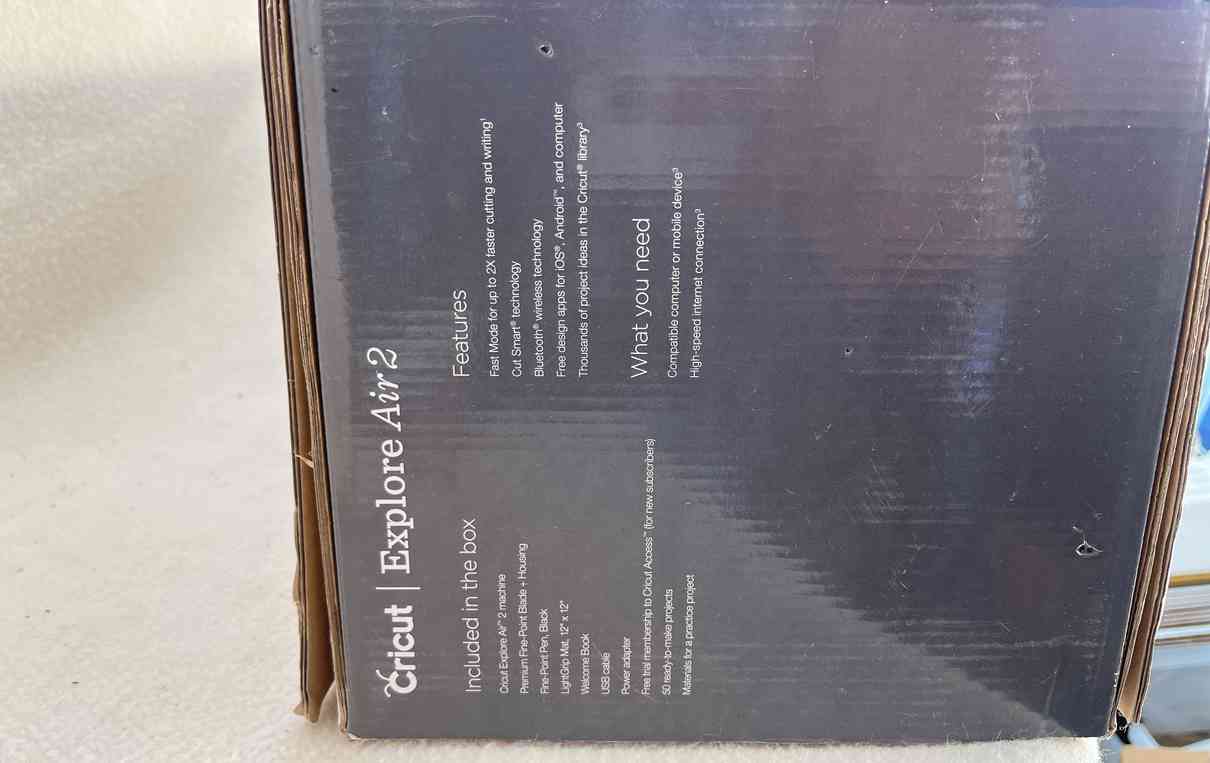 Cricut | Explore Air 2
Included in the box
Cricut Explore Air™ 2 machine
Premium Fine-Point Blade + Housing
Fine-Point Pen, Black
LightGrip Mat, 12" x 12"
Welcome Book
USB cable
Power adapter
Free trial membership to Cricut Access™ (for new subscribers)
50 ready-to-make projects
Materials for a practice project
Features
Fast Mode for up to 2X faster cutting and writing¹
Cut Smart® technology
Bluetooth® wireless technology
Free design apps for iOS®, Android™, and computer
Thousands of project ideas in the Cricut® library³
What you need
Compatible computer or mobile device³
High-speed internet connection³